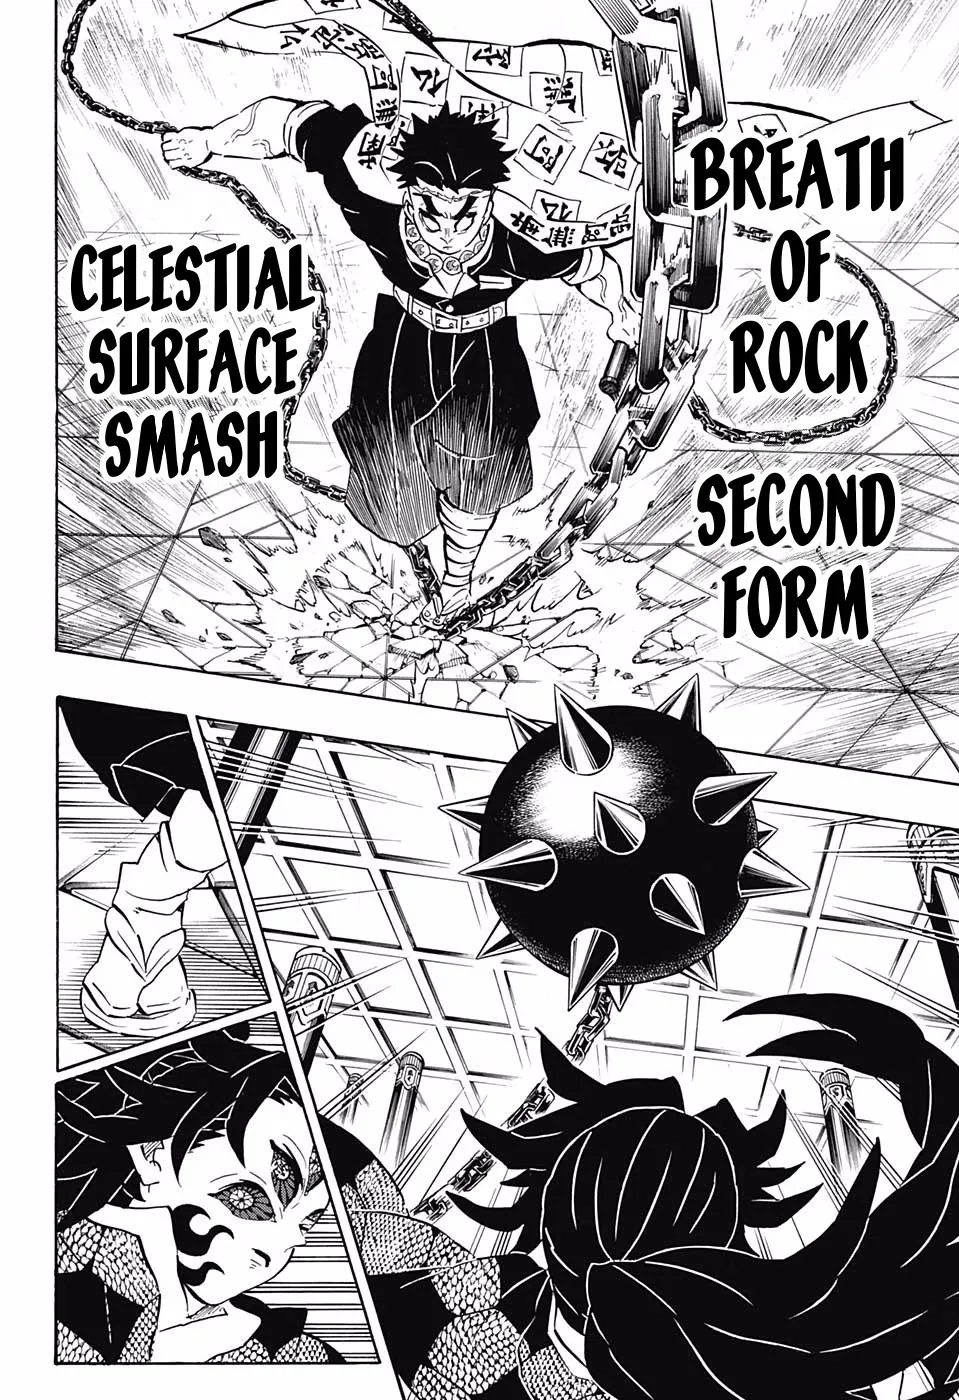 BREATH
OF
ROCK
SECOND
FORM
CELESTIAL
SURFACE
SMASH